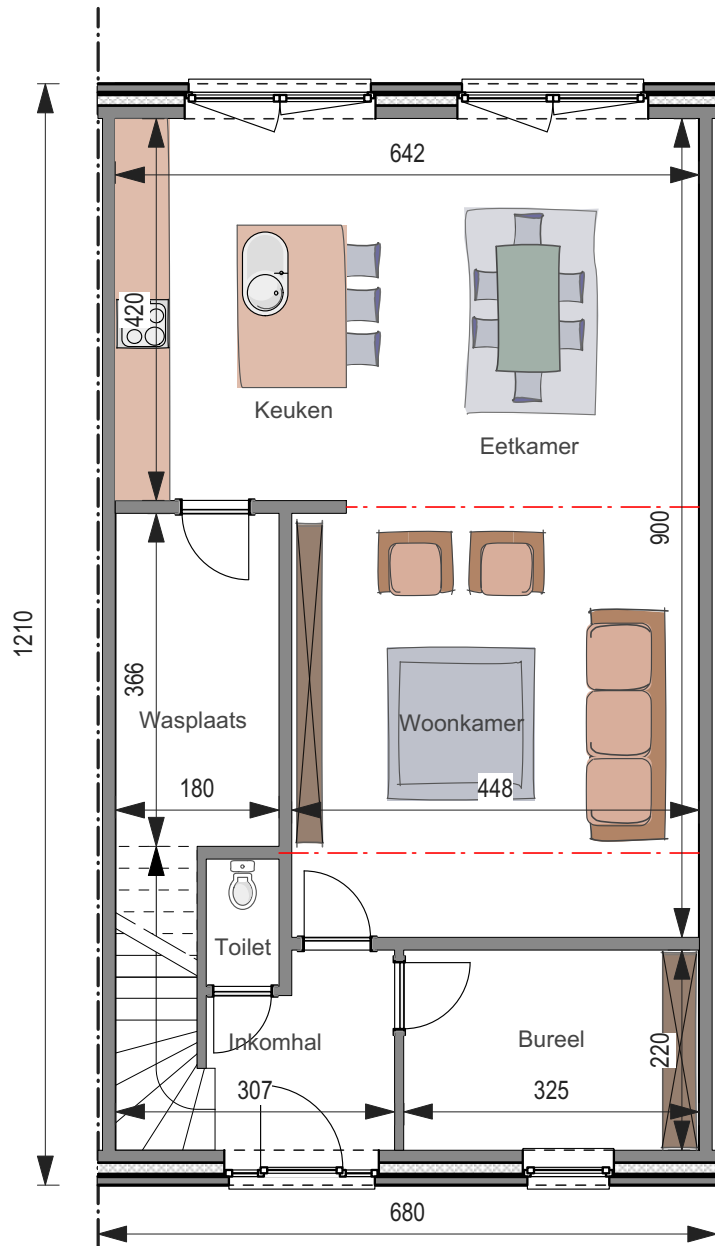 642
420
Keuken
Eetkamer
900
1210
366
Wasplaats
Woonkamer
180
448
Toilet
Inkomhal
Bureel
220
307
325
680